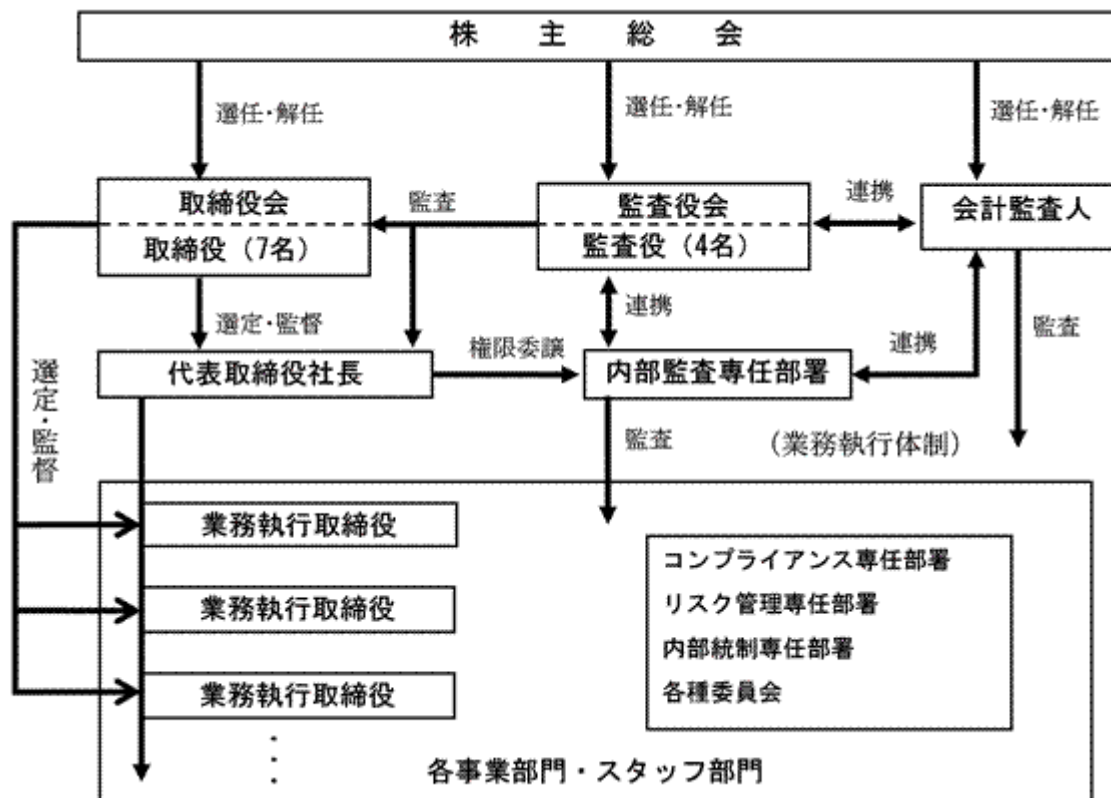 株主総会
選任・解任
選任・解任
選任・解任
取締役会
取締役（7名）
監査
監査役会
監査役（4名）
連携
会計監査人
選定・監督
連携
連携
監査
代表取締役社長
権限委譲
内部監査専任部署
選定・監督
監査
（業務執行体制）
業務執行取締役
業務執行取締役
業務執行取締役
コンプライアンス専任部署
リスク管理専任部署
内部統制専任部署
各種委員会
各事業部門・スタッフ部門